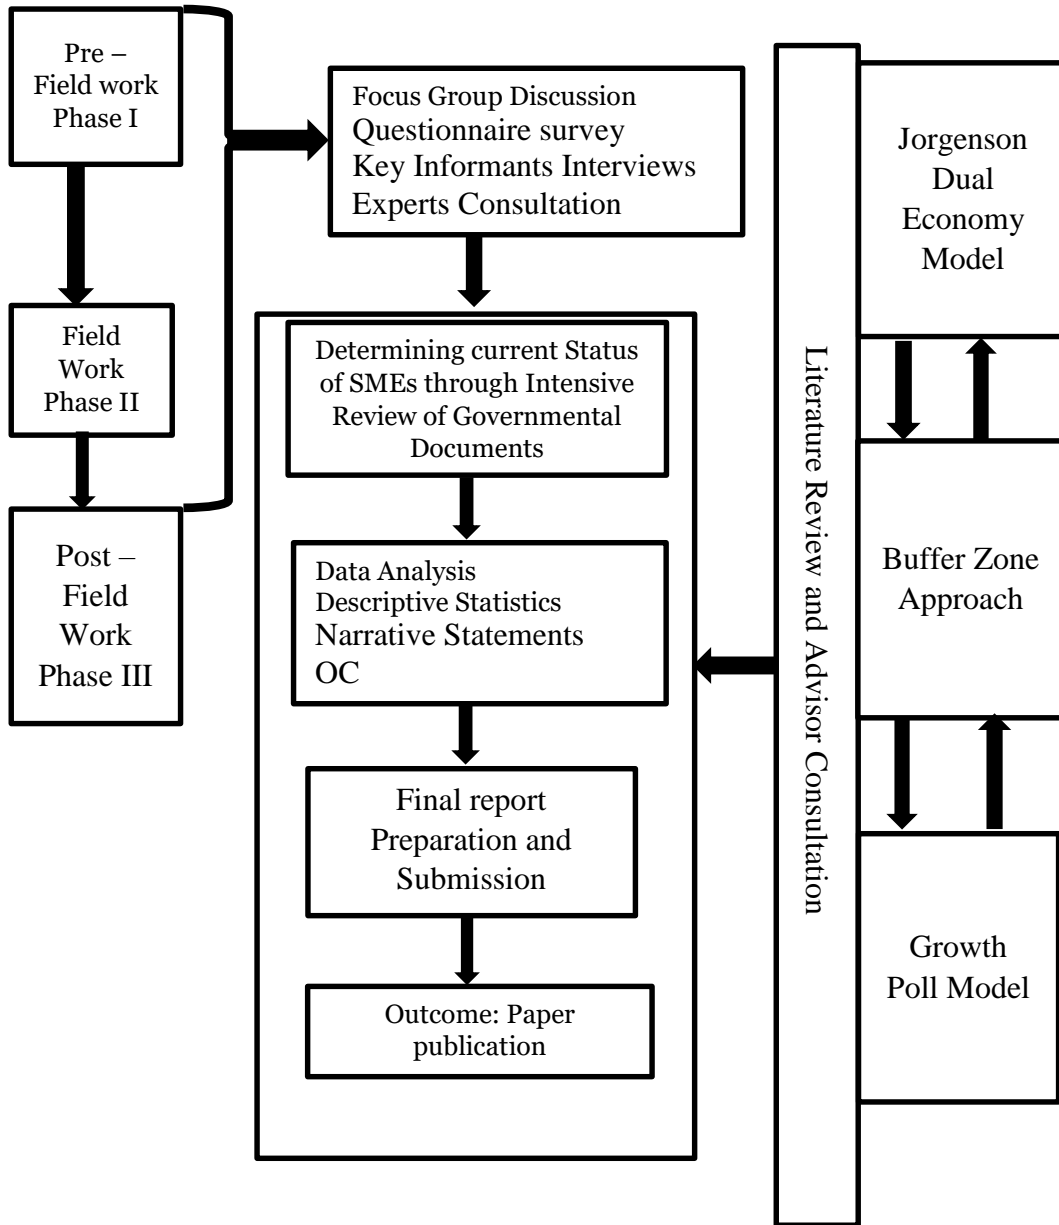 Pre –
Field work
Phase I
Field
Work
Phase II
Post –
Field
Work
Phase III
Focus Group Discussion
Questionnaire survey
Key Informants Interviews
Experts Consultation
Determining current Status
of SMEs through Intensive
Review of Governmental
Documents
Data Analysis
Descriptive Statistics
Narrative Statements
OC
Final report
Preparation and
Submission
Outcome: Paper
publication
Literature Review and Advisor Consultation
Jorgenson
Dual
Economy
Model
Buffer Zone
Approach
Growth
Poll Model